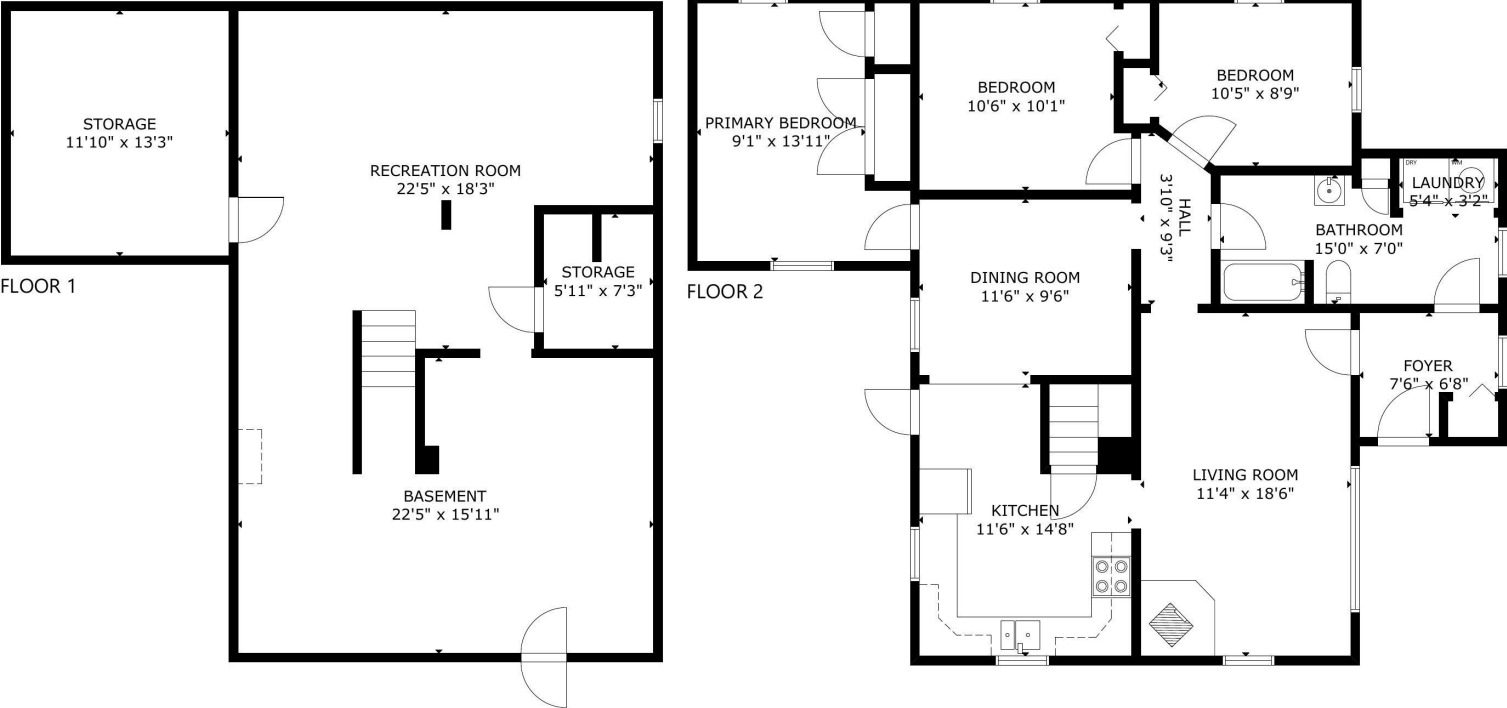 STORAGE
11'10" x 13'3"
RECREATION ROOM
22'5" x 18'3"
STORAGE
5'11" x 7'3"
FLOOR 1
BASEMENT
22'5" x 15'11"
BEDROOM
10'6" x 10'1"
BEDROOM
10'5" x 8'9"
PRIMARY BEDROOM
9'1" x 13'11"
HALL
3'10" x 9'3"
DRY
WM
LAUNDRY
5'4" x 3'2"
BATHROOM
15'0" x 7'0"
DINING ROOM
11'6" x 9'6"
FLOOR 2
FOYER
7'6" x 6'8"
LIVING ROOM
11'4" x 18'6"
KITCHEN
11'6" x 14'8"